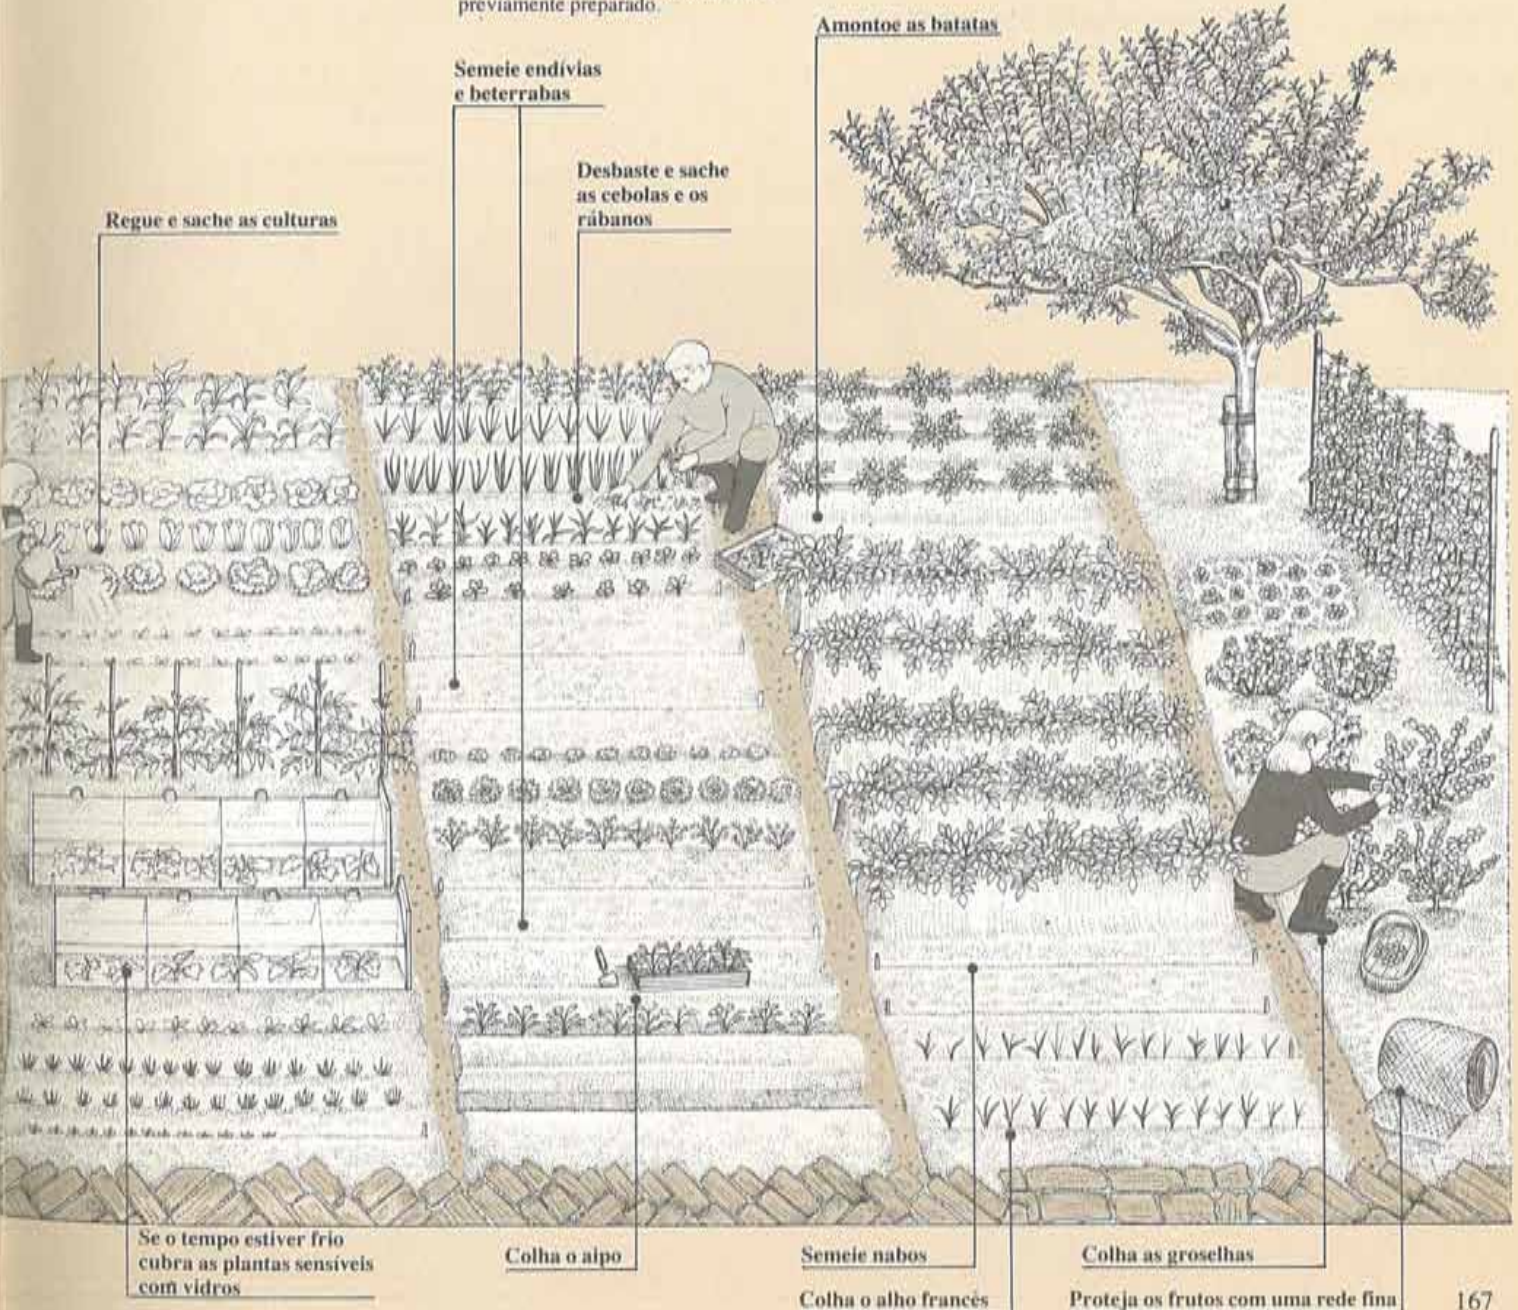 previamente preparado.
Amontoe as batatas
Semeie endívias
e beterrabas
Desbaste e sache
as cebolas e os
rábanos
Regue e sache as culturas
Se o tempo estiver frio
cubra as plantas sensíveis
com vidros
Colha o aipo
Semeie nabos
Colha as groselhas
Colha o alho francês
Proteja os frutos com uma rede fina
167